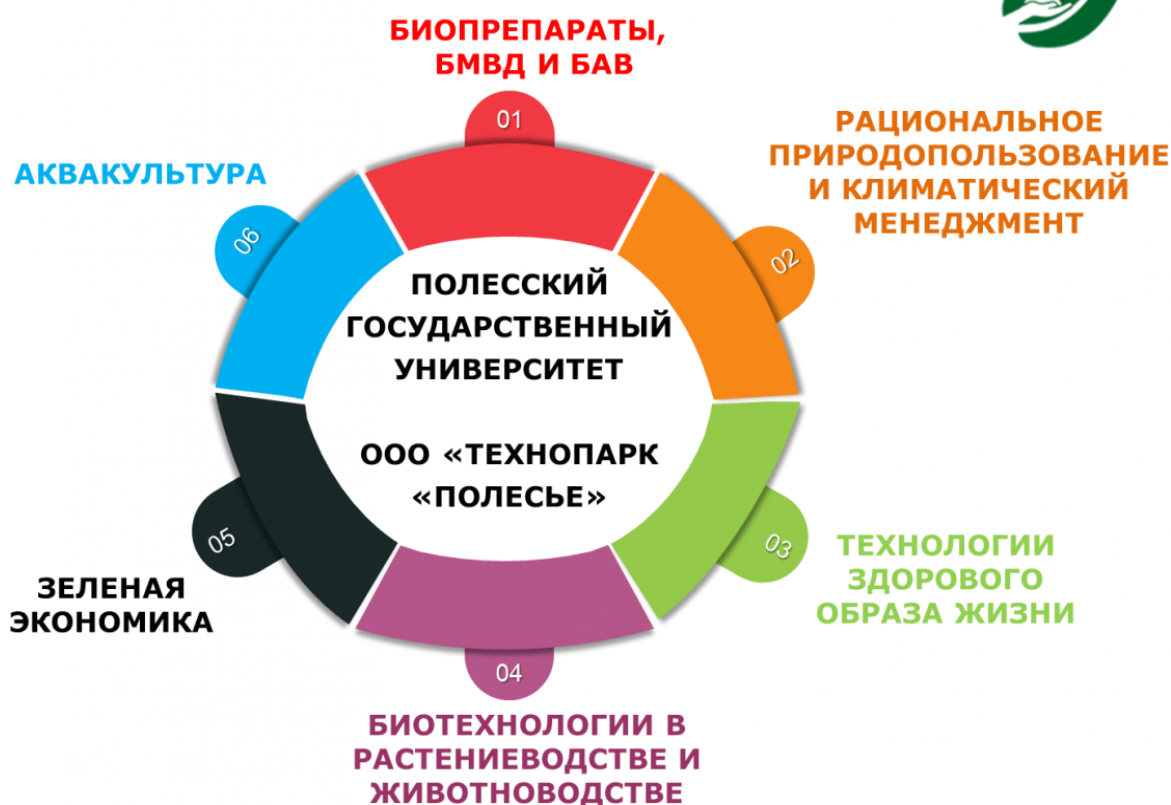 БИОПРЕПАРАТЫ,
БМВД И БАВ
01
РАЦИОНАЛЬНОЕ
ПРИРОДОПОЛЬЗОВАНИЕ
И КЛИМАТИЧЕСКИЙ
МЕНЕДЖМЕНТ
02
ТЕХНОЛОГИИ
ЗДОРОВОГО
ОБРАЗА ЖИЗНИ
03
04
БИОТЕХНОЛОГИИ В
РАСТЕНИЕВОДСТВЕ И
ЖИВОТНОВОДСТВЕ
05
ЗЕЛЕНАЯ
ЭКОНОМИКА
АКВАКУЛЬТУРА
06
ПОЛЕССКИЙ
ГОСУДАРСТВЕННЫЙ
УНИВЕРСИТЕТ
ООО «ТЕХНОПАРК
«ПОЛЕСЬЕ»